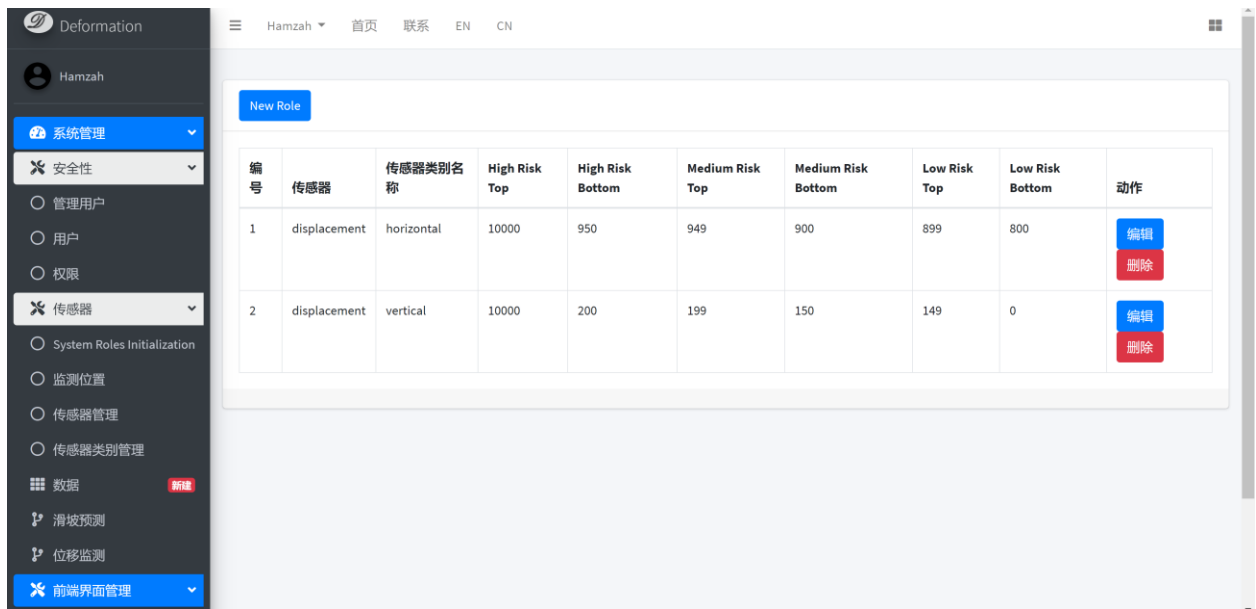 Deformation
Hamzah 首页 联系 EN CN
Hamzah
New Role
系统管理
安全性
管理用户
用户
权限
传感器
System Roles Initialization
监测位置
传感器管理
传感器类别管理
数据 新建
滑坡预测
位移监测
前端界面管理
编号 传感器 传感器类别名称 High Risk Top High Risk Bottom Medium Risk Top Medium Risk Bottom Low Risk Top Low Risk Bottom 动作
1 displacement horizontal 10000 950 949 900 899 800 编辑
删除
2 displacement vertical 10000 200 199 150 149 0 编辑
删除